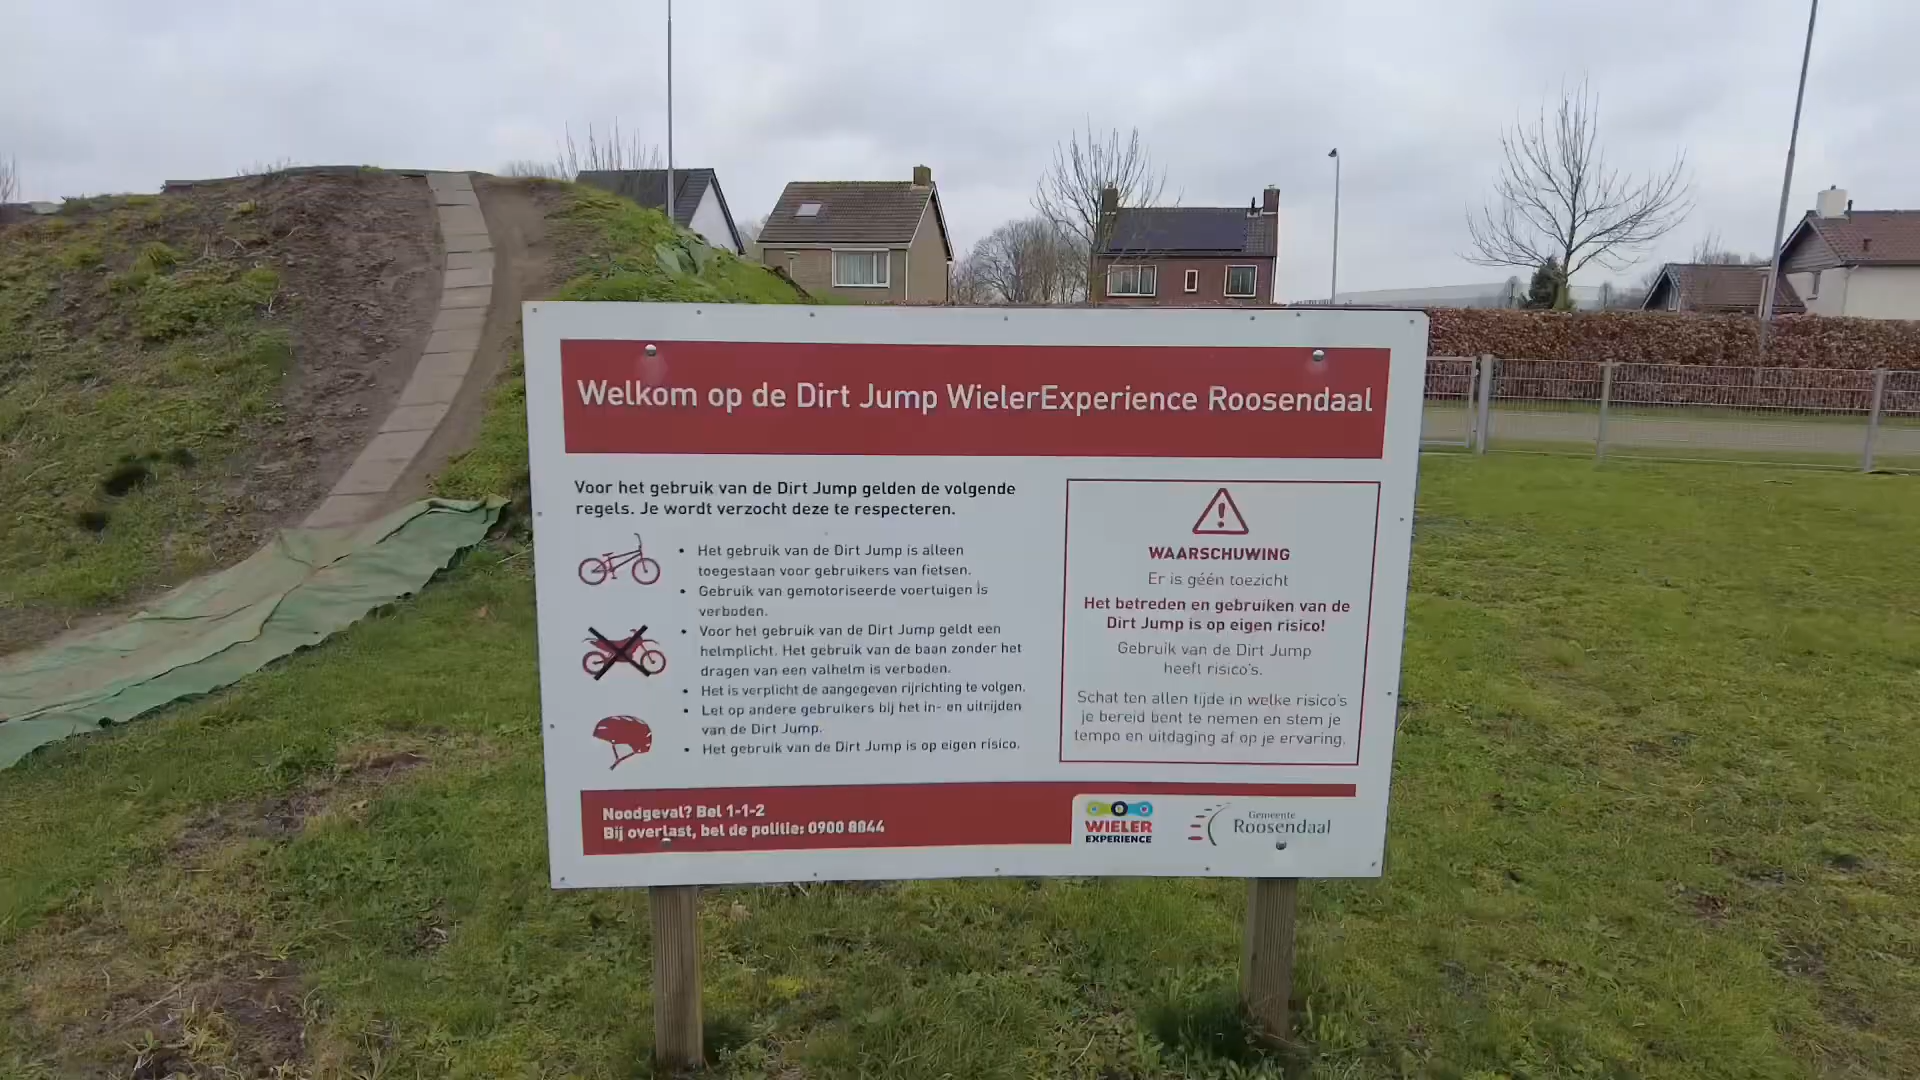 Welkom op de Dirt Jump WielerExperience Roosendaal
Voor het gebruik van de Dirt Jump gelden de volgende
regels. Je wordt verzocht deze te respecteren.
• Het gebruik van de Dirt Jump is alleen
toegestaan voor gebruikers van fietsen.
• Gebruik van gemotoriseerde voertuigen is
verboden.
• Voor het gebruik van de Dirt Jump geldt een
helmplicht. Het gebruik van de baan zonder het
dragen van een valhelm is verboden.
• Het is verplicht de aangegeven rijrichting te volgen.
• Let op andere gebruikers bij het in- en uitrijden
van de Dirt Jump.
• Het gebruik van de Dirt Jump is op eigen risico.
WAARSCHUWING
Er is géén toezicht
Het betreden en gebruiken van de
Dirt Jump is op eigen risico!
Gebruik van de Dirt Jump
heeft risico's.
Schat ten allen tijde in welke risico's
je bereid bent te nemen en stem je
tempo en uitdaging af op je ervaring.
Noodgeval? Bel 1-1-2
Bij overlast, bel de politie: 0900 8844
WIELER
EXPERIENCE
Gemeente
Roosendaal